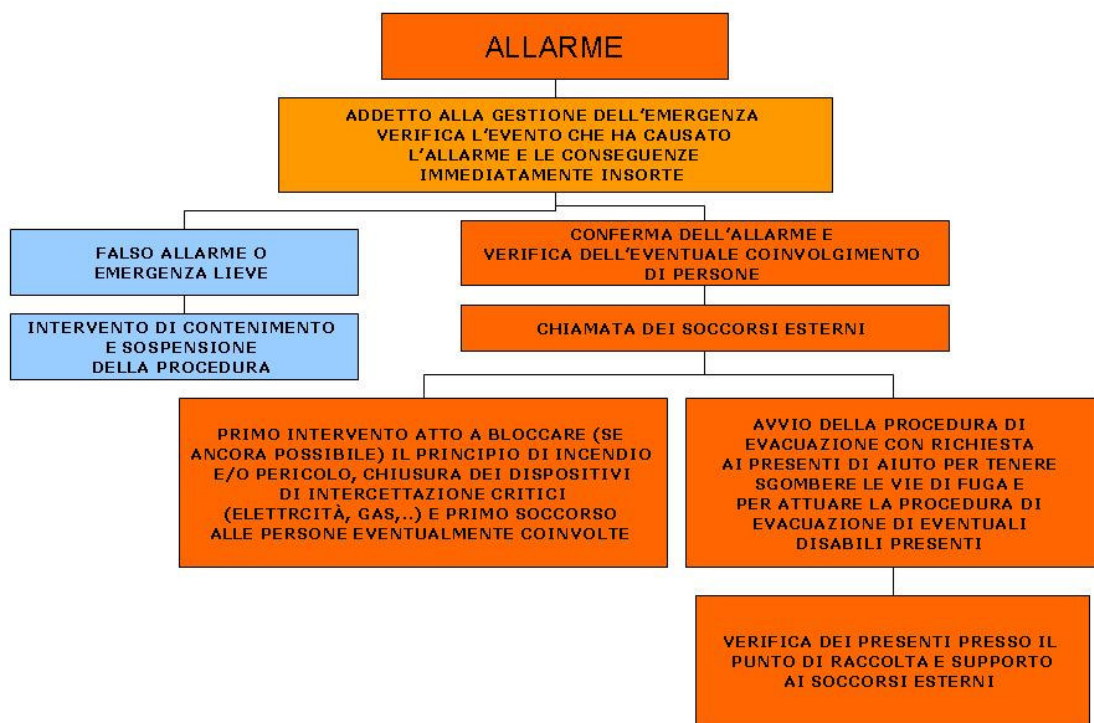 ALLARME
ADDETTO ALLA GESTIONE DELL'EMERGENZA
VERIFICA L'EVENTO CHE HA CAUSATO
L'ALLARME E LE CONSEGUENZE
IMMEDIATAMENTE INSORTE
FALSO ALLARME O
EMERGENZA LIEVE
INTERVENTO DI CONTENIMENTO
E SOSPENSIONE
DELLA PROCEDURA
CONFERMA DELL'ALLARME E
VERIFICA DELL'EVENTUALE COINVOLGIMENTO
DI PERSONE
CHIAMATA DEI SOCCORSI ESTERNI
PRIMO INTERVENTO ATTO A BLOCCARE (SE
ANCORA POSSIBILE) IL PRINCIPIO DI INCENDIO
E/O PERICOLO, CHIUSURA DEI DISPOSITIVI
DI INTERCETTAZIONE CRITICI
(ELETTRCITÀ, GAS,..) E PRIMO SOCCORSO
ALLE PERSONE EVENTUALMENTE COINVOLTE
AVVIO DELLA PROCEDURA DI
EVACUAZIONE CON RICHIESTA
AI PRESENTI DI AIUTO PER TENERE
SGOMBERE LE VIE DI FUGA E
PER ATTUARE LA PROCEDURA DI
EVACUAZIONE DI EVENTUALI
DISABILI PRESENTI
VERIFICA DEI PRESENTI PRESSO IL
PUNTO DI RACCOLTA E SUPPORTO
AI SOCCORSI ESTERNI